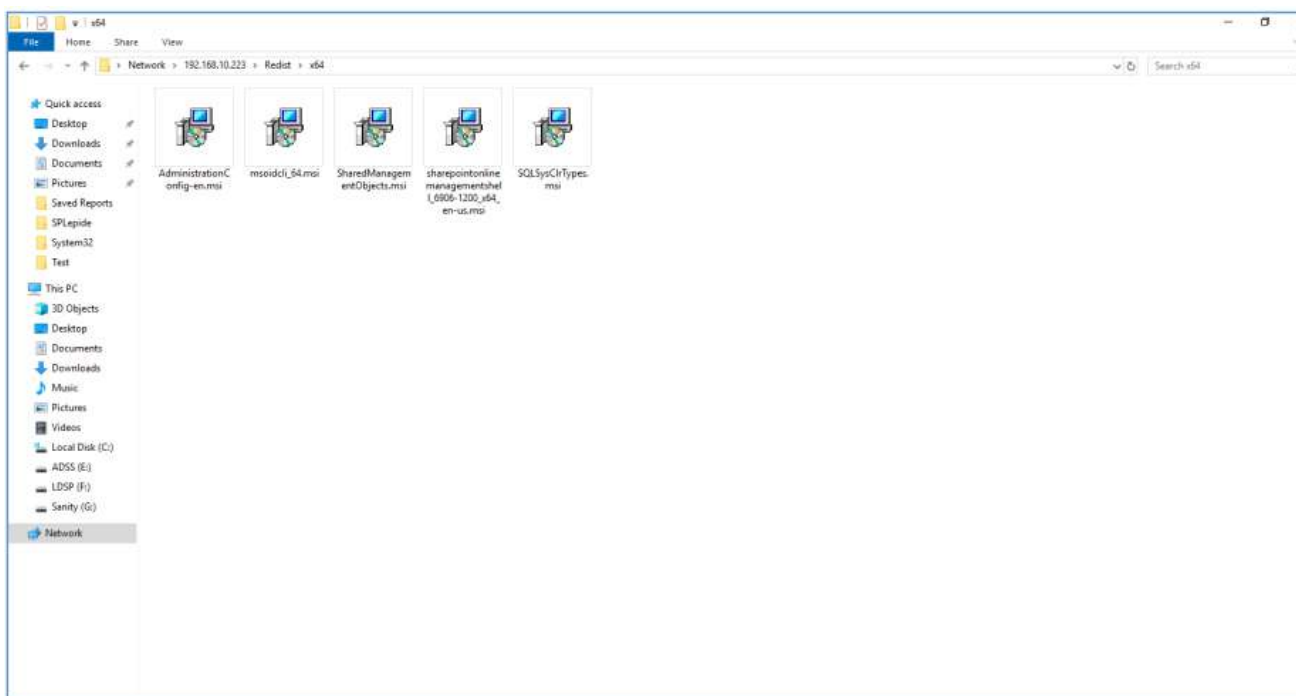 x64
File Home Share View
Network > 192.168.10.223 > Redist > x64
Search x64
Quick access
Desktop
Downloads
Documents
Pictures
Saved Reports
SPLepide
System32
Test
This PC
3D Objects
Desktop
Documents
Downloads
Music
Pictures
Videos
Local Disk (C:)
ADSS (E:)
LDSP (F:)
Sanity (G:)
Network
AdministrationC
onfig-en.msi
msoidcli_64.msi
SharedManagem
entObjects.msi
sharepointonline
managementshel
l_6906-1200_x64_
en-us.msi
SQLSysClrTypes.
msi